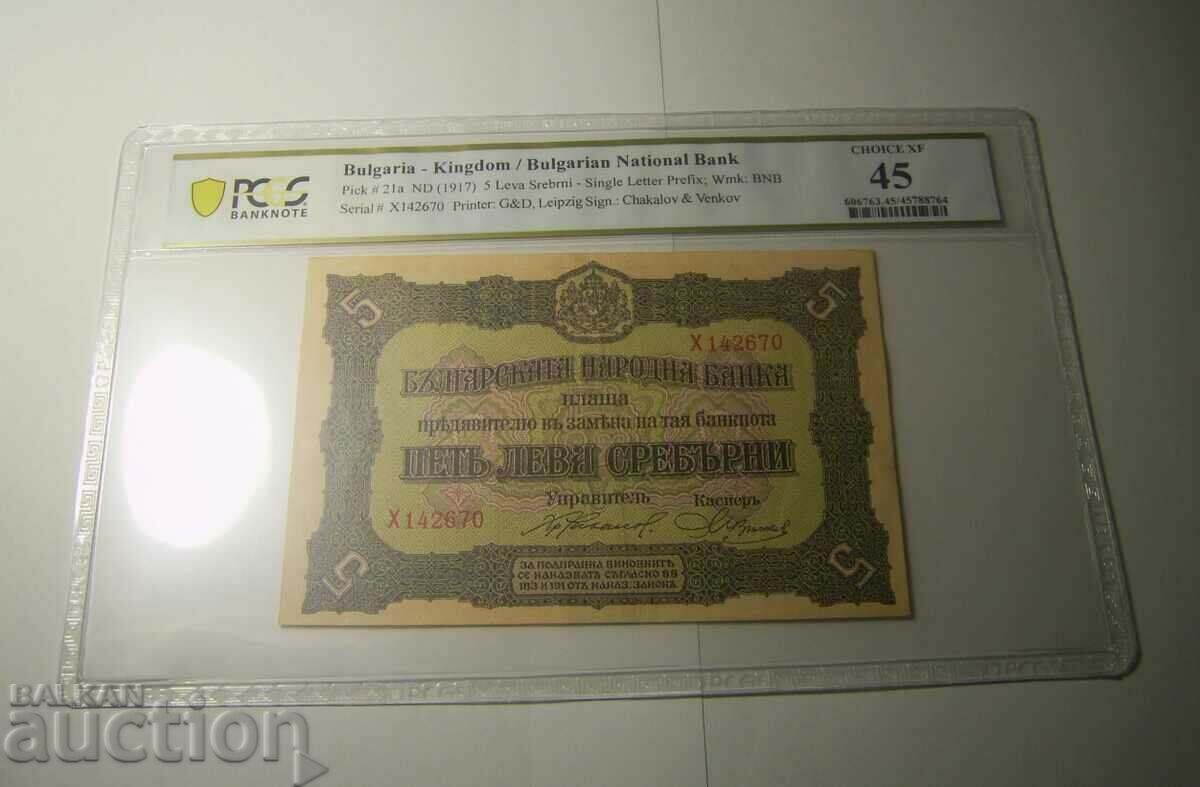 PCGS
BANKNOTE
Bulgaria - Kingdom / Bulgarian National Bank
Pick # 21a ND (1917) 5 Leva Srebrni - Single Letter Prefix; Wmk: BNB
Serial # X142670 Printer: G&D, Leipzig Sign.: Chakalov & Venkov
CHOICE XF
45
606763.45/45788764
5
5
X142670
БЪЛГАРСКАТА НАРОДНА БАНКА
плаща
прѣдявителю въ замѣна на тая банкнота
ПЕТЬ ЛЕВА СРЕБЪРНИ
Управитель Касиеръ
X142670
5
5
ЗА ПОДПРАВКА ВИНОВНИТѢ
СЕ НАКАЗВАТЪ СЪГЛАСНО §§
183 И 191 ОТЪ НАКАЗ. ЗАКОНЪ
PCGS
BALKAN
auction